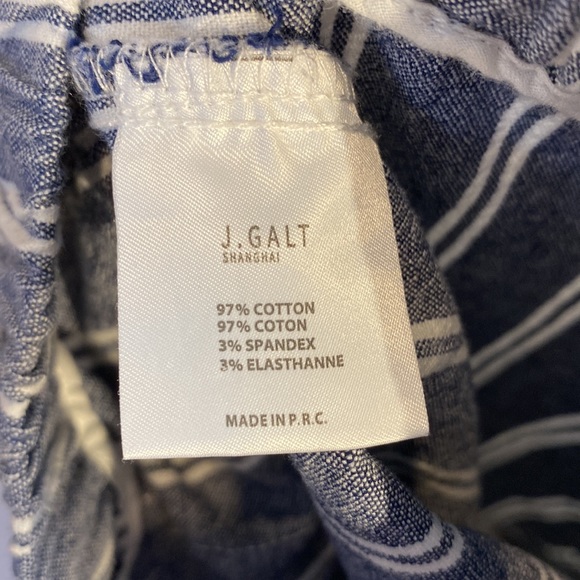 J.GALT
SHANGHAI
97% COTTON
97% COTON
3% SPANDEX
3% ELASTHANNE
MADE IN P.R.C.